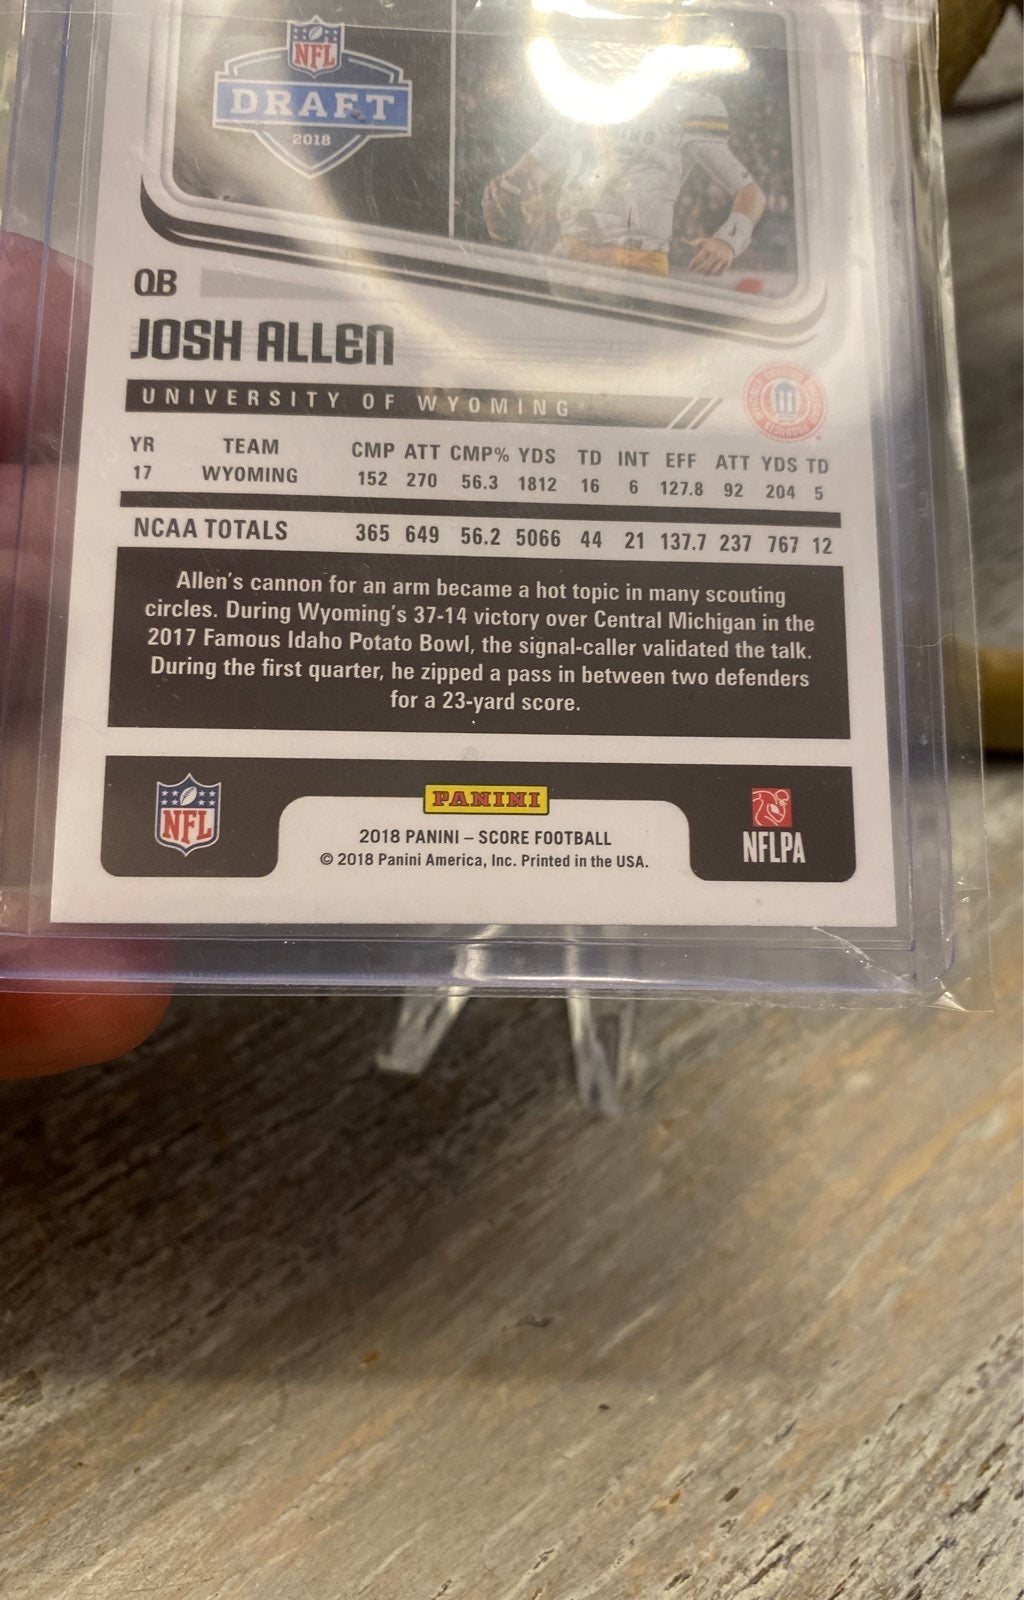 NFL
DRAFT
2018
QB
JOSH ALLEN
UNIVERSITY OF WYOMING
YR TEAM CMP ATT CMP% YDS TD INT EFF ATT YDS TD
17 WYOMING 152 270 56.3 1812 16 6 127.8 92 204 5
NCAA TOTALS 365 649 56.2 5066 44 21 137.7 237 767 12
Allen's cannon for an arm became a hot topic in many scouting
circles. During Wyoming's 37-14 victory over Central Michigan in the
2017 Famous Idaho Potato Bowl, the signal-caller validated the talk.
During the first quarter, he zipped a pass in between two defenders
for a 23-yard score.
NFL
PANINI
2018 PANINI – SCORE FOOTBALL
© 2018 Panini America, Inc. Printed in the USA.
NFLPA